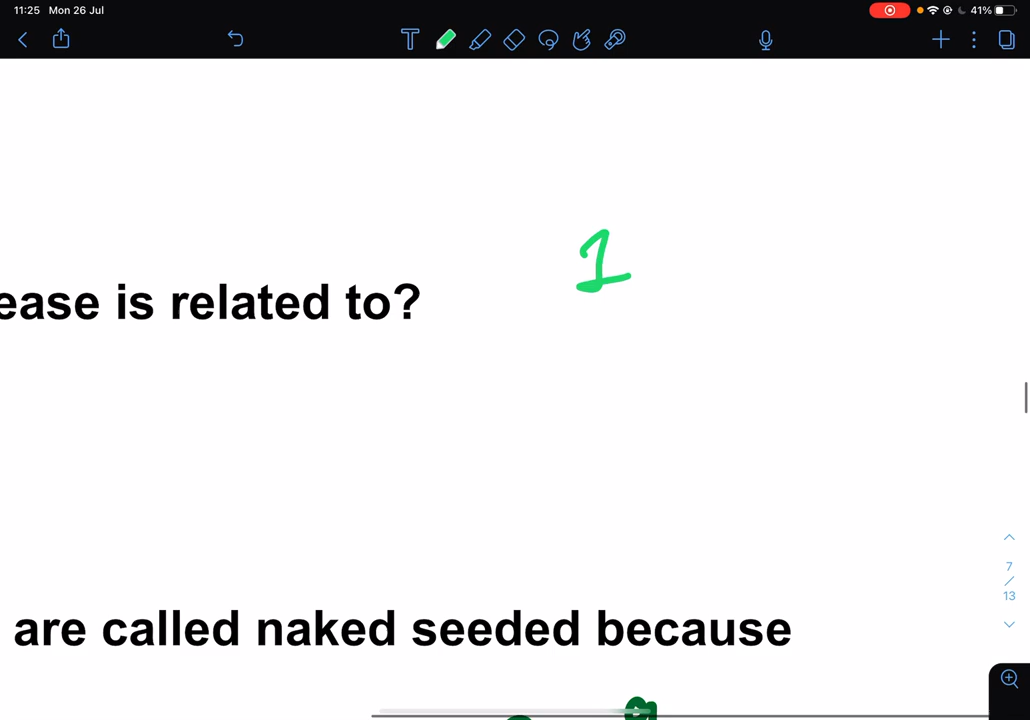 11:25 Mon 26 Jul
41%
T
1
ease is related to?
7
/
13
are called naked seeded because